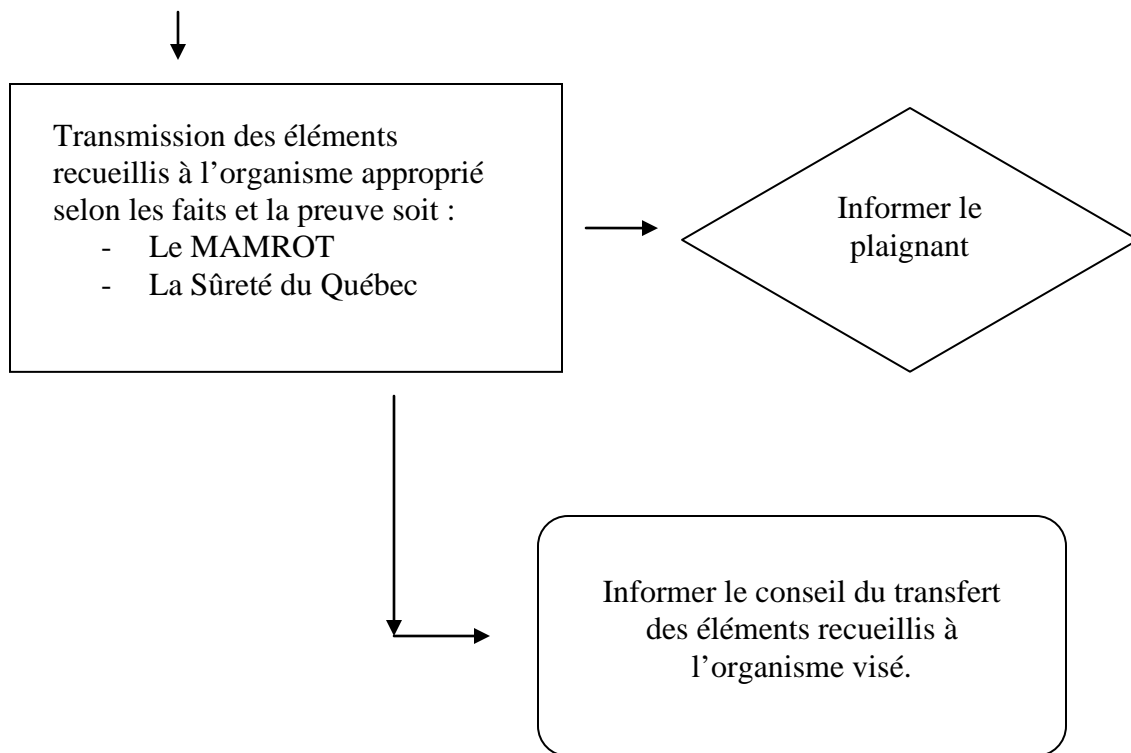 Transmission des éléments
recueillis à l’organisme approprié
selon les faits et la preuve soit :
- Le MAMROT
- La Sûreté du Québec
Informer le
plaignant
Informer le conseil du transfert
des éléments recueillis à
l’organisme visé.